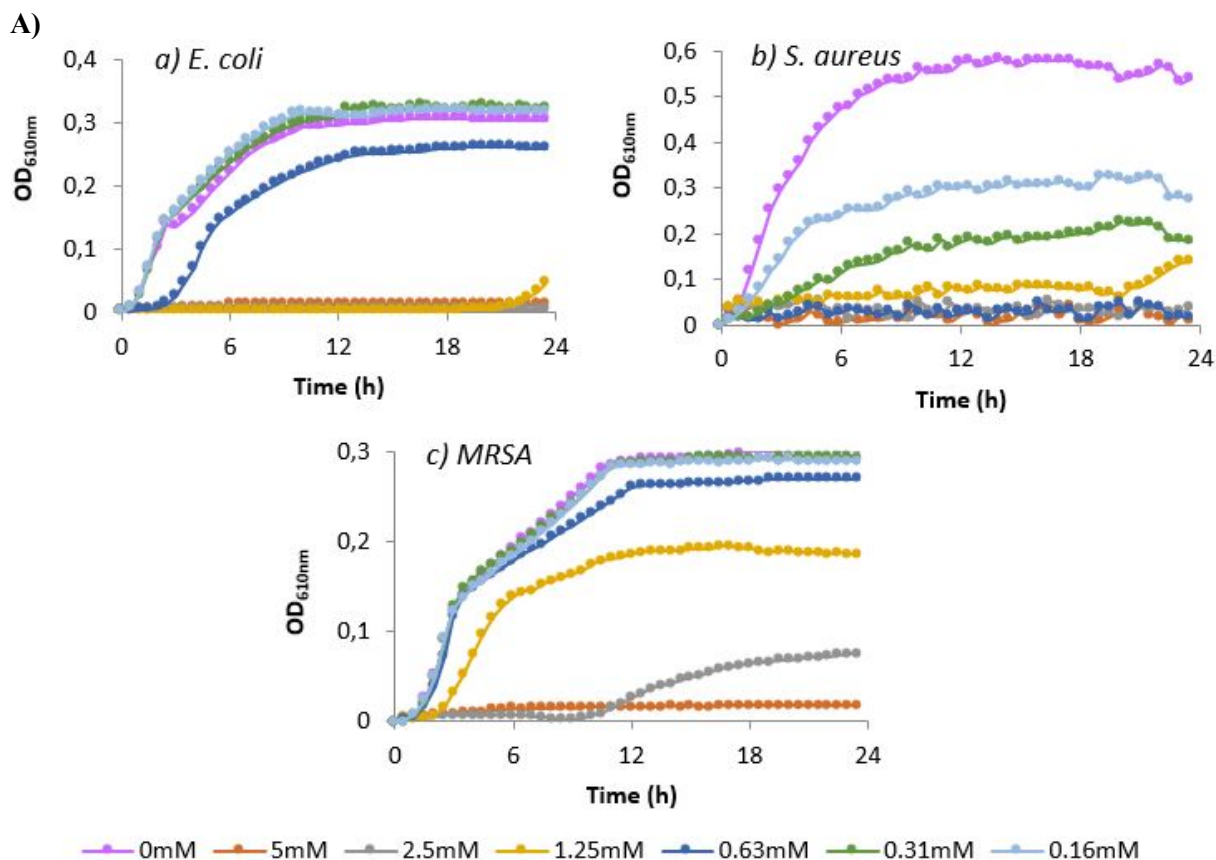 A)
a) E. coli
0,4
0,3
0,2
0,1
0
OD610nm
0 6 12 18 24
Time (h)
b) S. aureus
0,6
0,5
0,4
0,3
0,2
0,1
0
OD610nm
0 6 12 18 24
Time (h)
c) MRSA
0,3
0,2
0,1
0
OD610nm
0 6 12 18 24
Time (h)
0mM 5mM 2.5mM 1.25mM 0.63mM 0.31mM 0.16mM